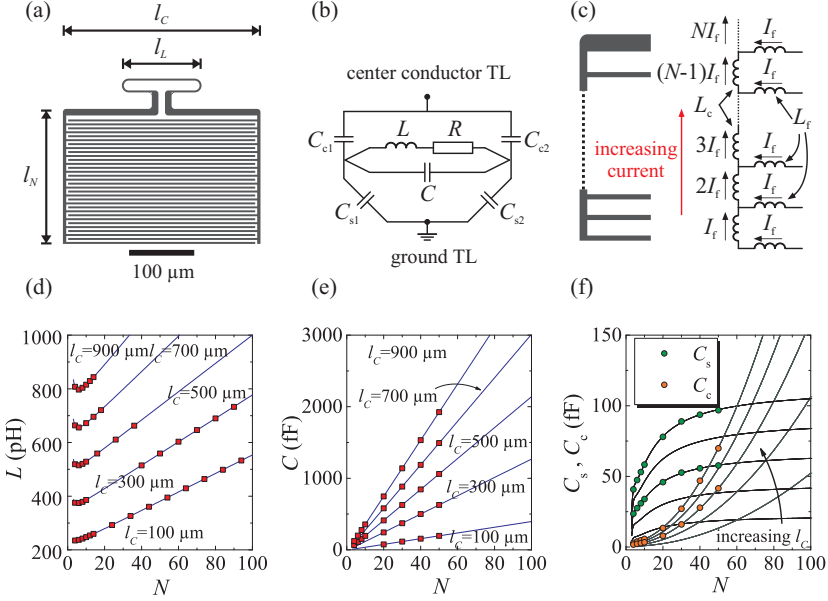 (a)
l_C
l_L
l_N
100 µm
(b)
center conductor TL
C_c1
L
R
C_c2
C
C_s1
C_s2
ground TL
(c)
NI_f
I_f
(N-1)I_f
I_f
L_c
L_f
increasing
current
3I_f
I_f
2I_f
I_f
I_f
I_f
(d)
1000
800
600
400
200
L (pH)
l_C=900 µm
l_C=700 µm
l_C=500 µm
l_C=300 µm
l_C=100 µm
0 20 40 60 80 100
N
(e)
3000
2000
1000
0
C (fF)
l_C=900 µm
l_C=700 µm
l_C=500 µm
l_C=300 µm
l_C=100 µm
0 20 40 60 80 100
N
(f)
150
100
50
0
C_s , C_c (fF)
C_s
C_c
increasing l_C
0 20 40 60 80 100
N